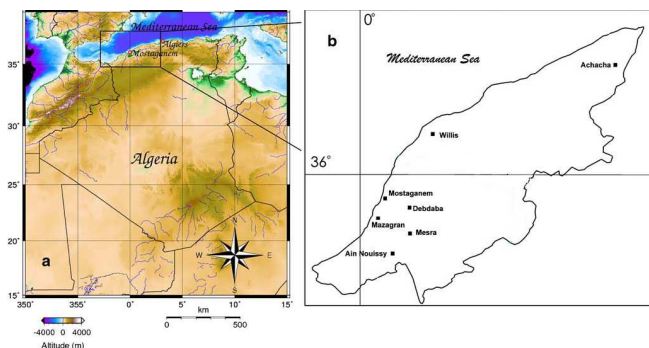 Mediterranean Sea
Algiers
Mostaganem
Algeria
35
30
25
20
15
350
355
0
5
10
15
a
N
W
E
S
km
0
500
-4000
4000
Altitude (m)
b
0°
Mediterranean Sea
Achacha
Willis
36°
Mostaganem
Debdaba
Mazagran
Mesra
Ain Nouissy